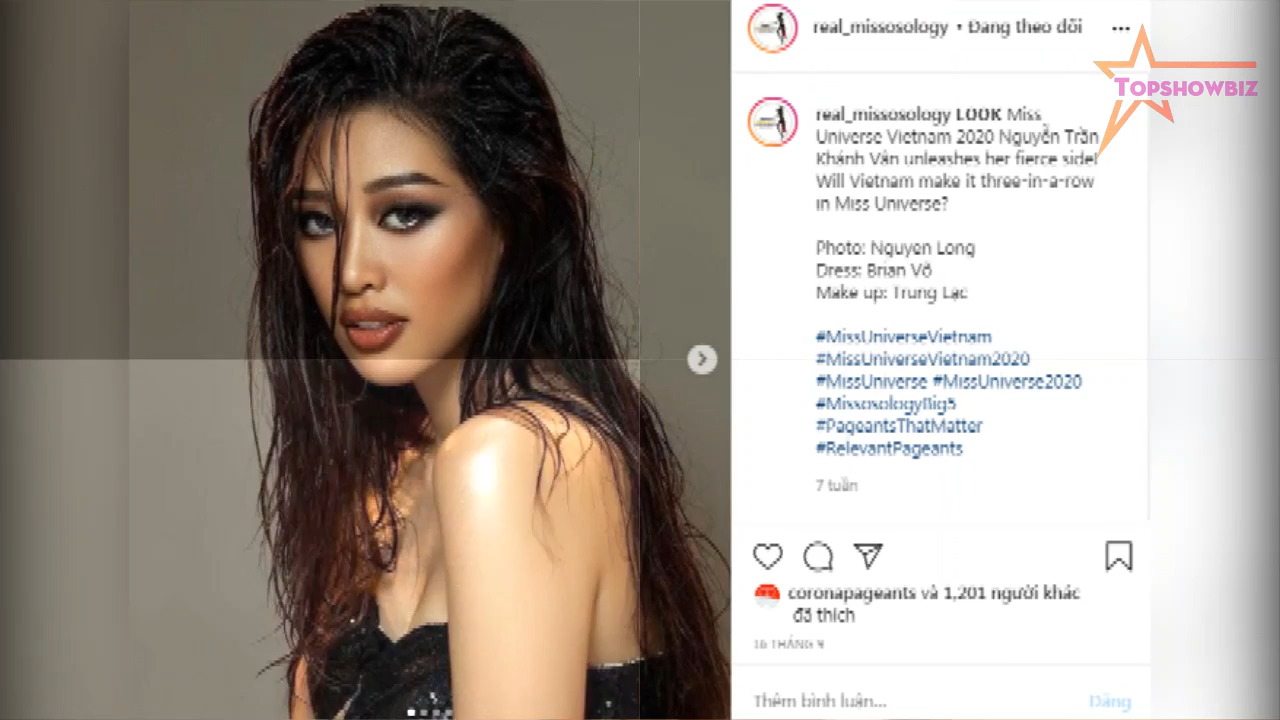 real_missosology • Đang theo dõi
TOPSHOWBIZ
real_missosology LOOK Miss
Universe Vietnam 2020 Nguyễn Trần
Khánh Vân unleashes her fierce side!
Will Vietnam make it three-in-a-row
in Miss Universe?
Photo: Nguyen Long
Dress: Brian Võ
Make up: Trung Lạc
#MissUniverseVietnam
#MissUniverseVietnam2020
#MissUniverse #MissUniverse2020
#MissosologyBig5
#PageantsThatMatter
#RelevantPageants
7 tuần
coronapageants và 1,201 người khác
đã thích
16 THÁNG 9
Thêm bình luận...
Đăng